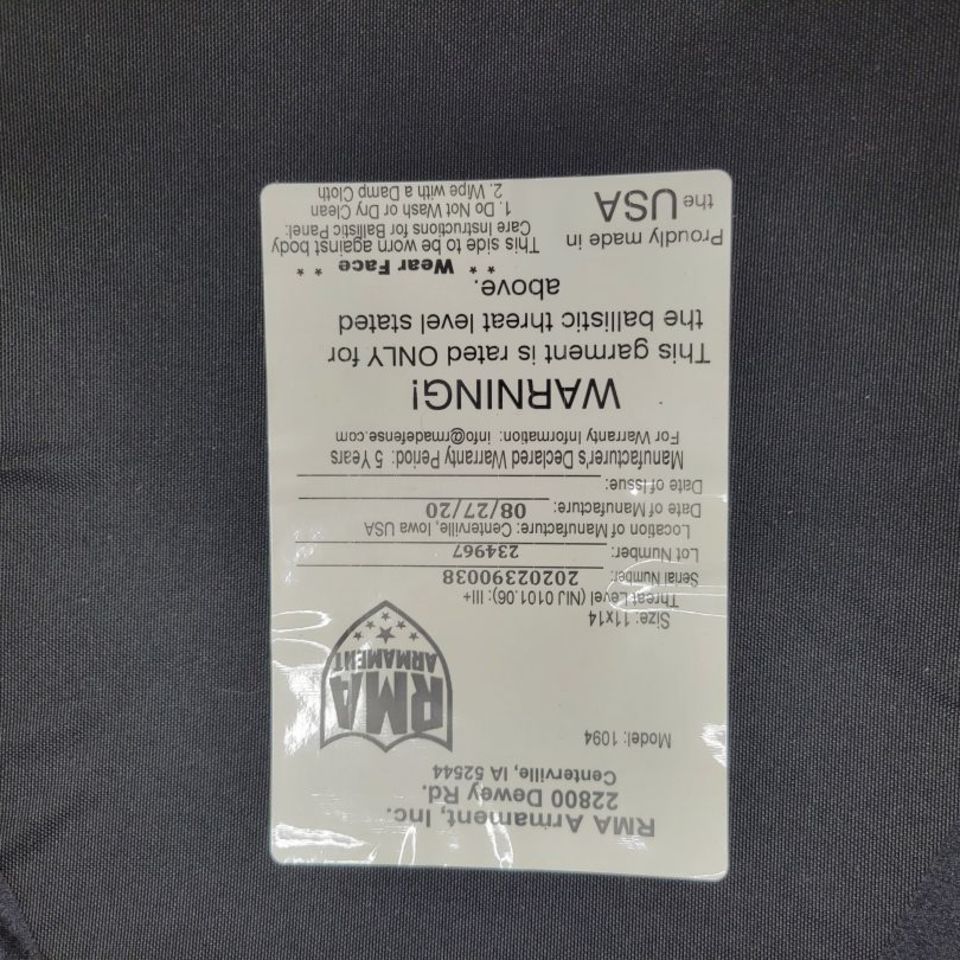 RMA Armament, Inc.
22800 Dewey Rd.
Centerville, IA 52544
Model: 1094
RMA
ARMAMENT
Size: 11x14
Threat Level (NIJ 0101.06): III+
Serial Number: 20202390038
Lot Number: 234967
Location of Manufacture: Centerville, Iowa USA
Date of Manufacture: 08/27/20
Date of Issue:
Manufacturer's Declared Warranty Period: 5 Years
For Warranty Information: info@rmadefense.com
WARNING!
This garment is rated ONLY for
the ballistic threat level stated
above.
* * Wear Face * *
This side to be worn against body
Care Instructions for Ballistic Panel:
1. Do Not Wash or Dry Clean
2. Wipe with a Damp Cloth
Proudly made in
the USA